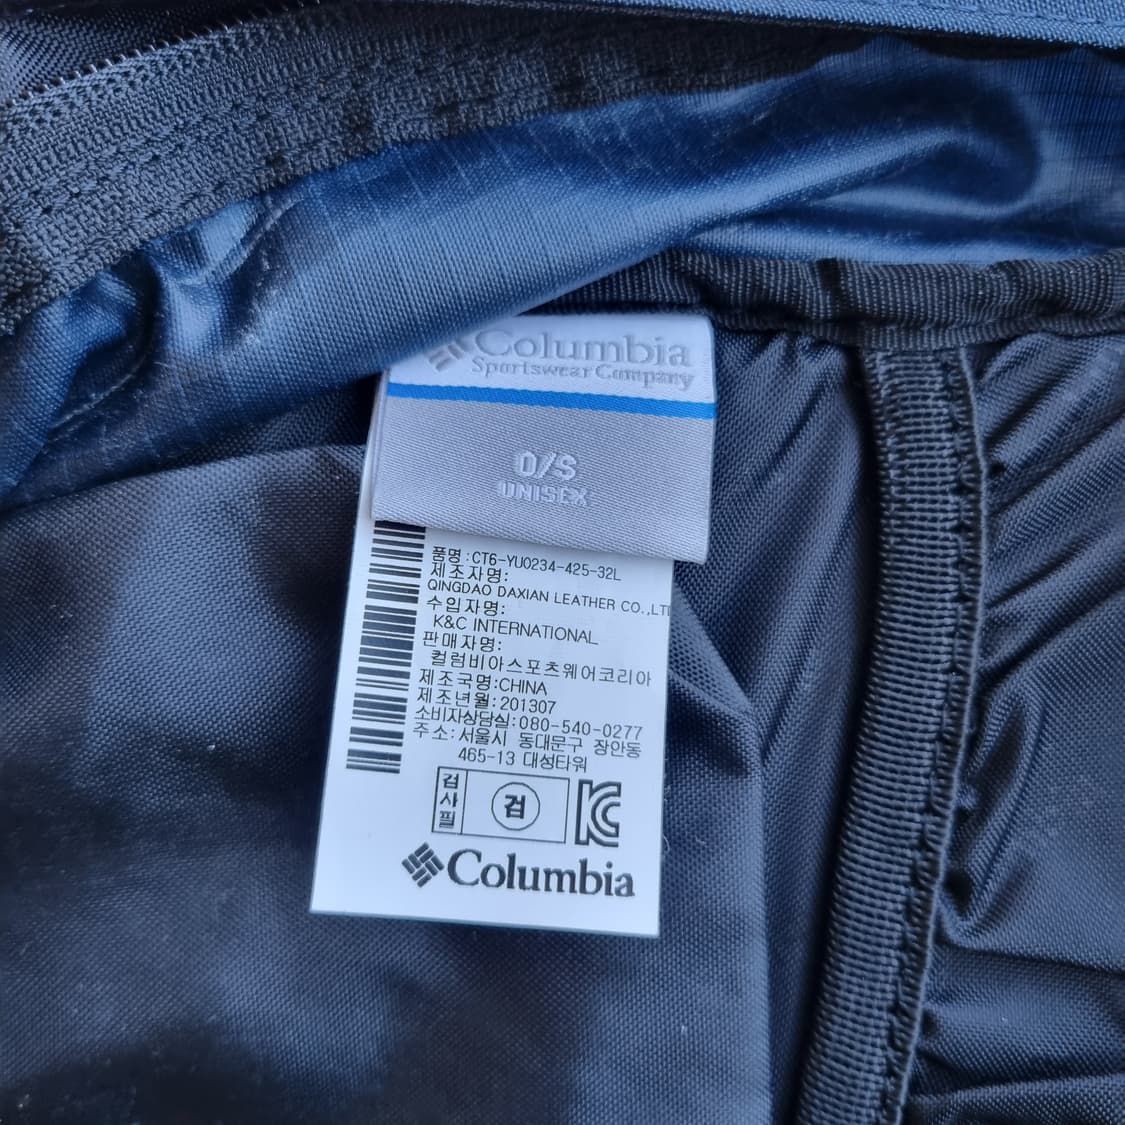 Columbia
Sportswear Company
O/S
UNISEX
품명:CT6-YU0234-425-32L
제조자명:
QINGDAO DAXIAN LEATHER CO.,LT
수입자명:
K&C INTERNATIONAL
판매자명:
컬럼비아스포츠웨어코리아
제조국명:CHINA
제조년월:201307
소비자상담실:080-540-0277
주소:서울시 동대문구 장안동
465-13 대성타워
검사필
검
KC
Columbia